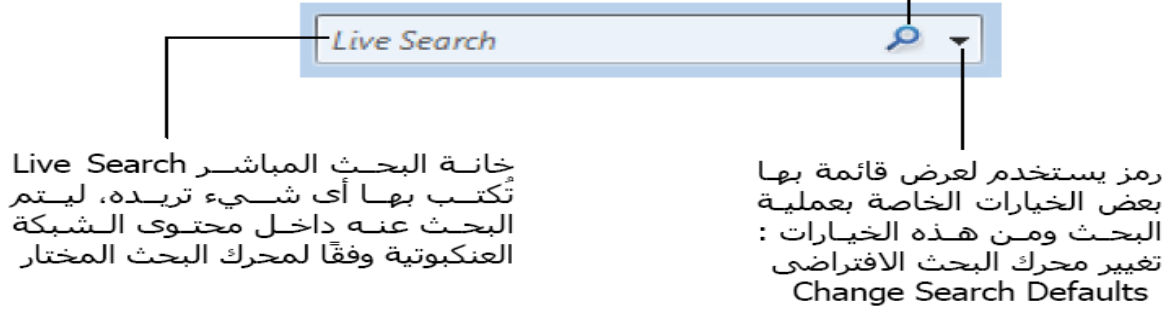 Live Search
رمز يستخدم لعرض قائمة بها
بعض الخيارات الخاصة بعملية
البحث ومن هذه الخيارات :
تغيير محرك البحث الافتراضى
Change Search Defaults
خانة البحث المباشر Live Search
تُكتب بها أى شيء تريده، ليتم
البحث عنه داخل محتوى الشبكة
العنكبوتية وفقًا لمحرك البحث المختار